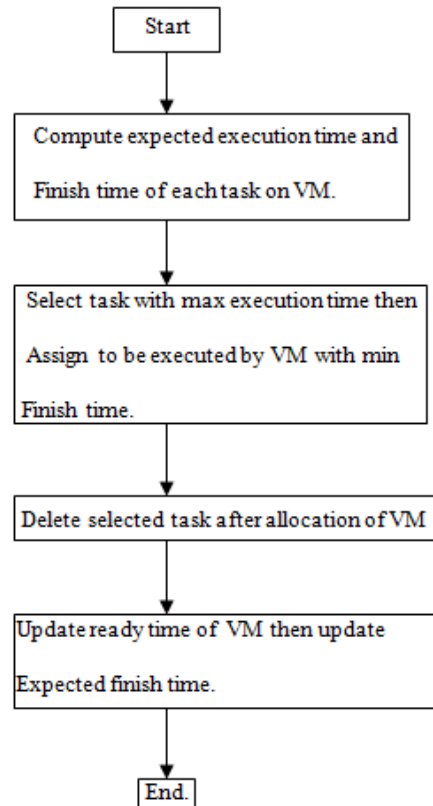 Start
Compute expected execution time and
Finish time of each task on VM.
Select task with max execution time then
Assign to be executed by VM with min
Finish time.
Delete selected task after allocation of VM
Update ready time of VM then update
Expected finish time.
End.